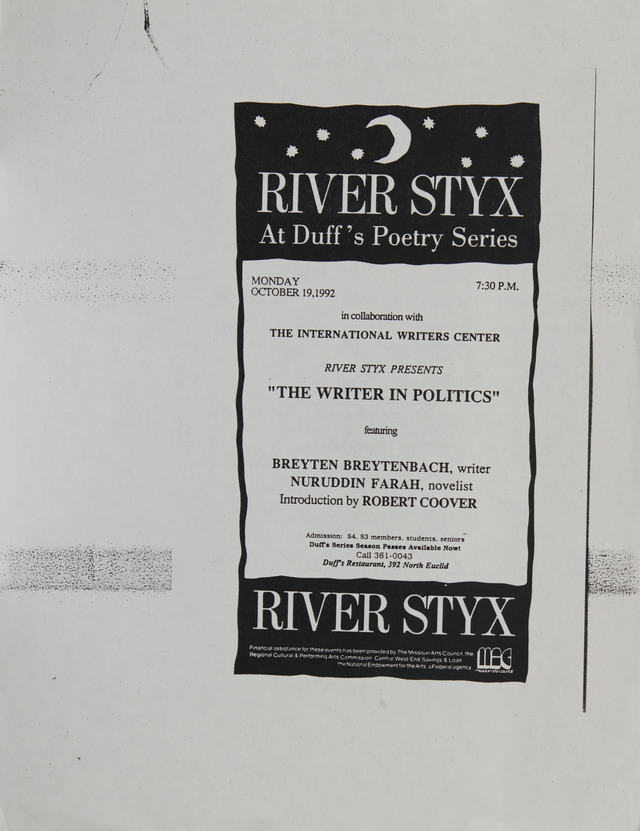 RIVER STYX
At Duff's Poetry Series
MONDAY
OCTOBER 19,1992
7:30 P.M.
in collaboration with
THE INTERNATIONAL WRITERS CENTER
RIVER STYX PRESENTS
"THE WRITER IN POLITICS"
featuring
BREYTEN BREYTENBACH, writer
NURUDDIN FARAH, novelist
Introduction by ROBERT COOVER
Admission: $4, $3 members, students, seniors
Duff's Series Season Passes Available Now!
Call 361-0043
Duff's Restaurant, 392 North Euclid
RIVER STYX
Financial assistance for these events has been provided by The Missouri Arts Council, the
Regional Cultural & Performing Arts Commission, Central West End Savings & Loan,
the National Endowment for the Arts, a Federal agency
mac
missouri arts council